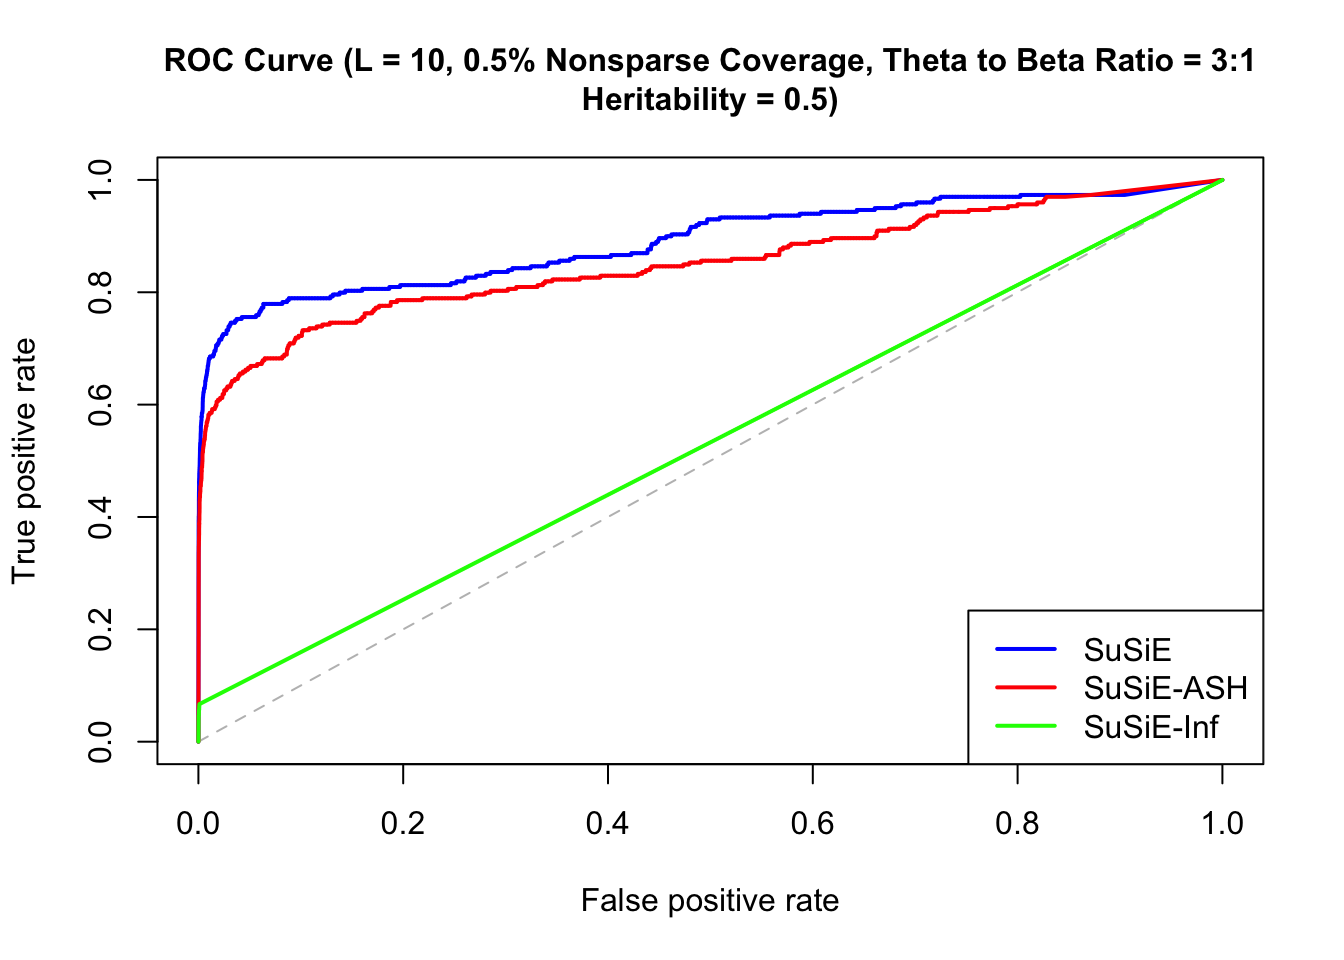 ROC Curve (L = 10, 0.5% Nonsparse Coverage, Theta to Beta Ratio = 3:1
Heritability = 0.5)
True positive rate
1.0
0.8
0.6
0.4
0.2
0.0
SuSiE
SuSiE-ASH
SuSiE-Inf
0.0 0.2 0.4 0.6 0.8 1.0
False positive rate